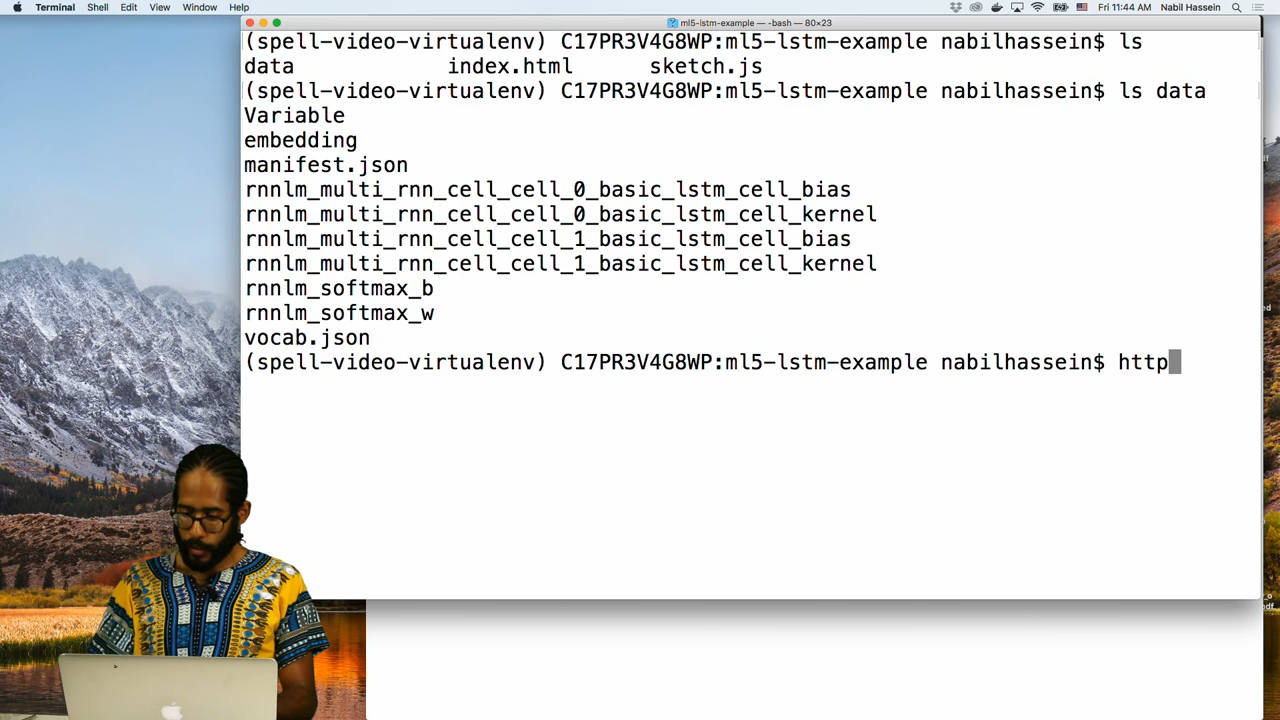 Terminal Shell Edit View Window Help Fri 11:44 AM Nabil Hassein
ml5-lstm-example — -bash — 80×23
(spell-video-virtualenv) C17PR3V4G8WP:ml5-lstm-example nabilhassein$ ls
data index.html sketch.js
(spell-video-virtualenv) C17PR3V4G8WP:ml5-lstm-example nabilhassein$ ls data
Variable
embedding
manifest.json
rnnlm_multi_rnn_cell_cell_0_basic_lstm_cell_bias
rnnlm_multi_rnn_cell_cell_0_basic_lstm_cell_kernel
rnnlm_multi_rnn_cell_cell_1_basic_lstm_cell_bias
rnnlm_multi_rnn_cell_cell_1_basic_lstm_cell_kernel
rnnlm_softmax_b
rnnlm_softmax_w
vocab.json
(spell-video-virtualenv) C17PR3V4G8WP:ml5-lstm-example nabilhassein$ http